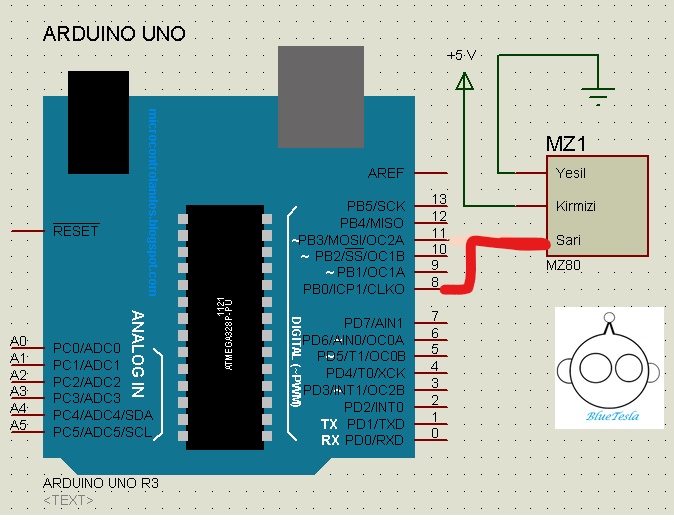 ARDUINO UNO
microcontrolandos.blogspot.com
+5 V
MZ1
AREF
Yesil
PB5/SCK 13
Kirmizi
PB4/MISO 12
RESET
~PB3/MOSI/OC2A 11
Sari
~ PB2/SS/OC1B 10
MZ80
~ PB1/OC1A 9
PB0/ICP1/CLKO 8
1121
ATMEGA328P-PU
DIGITAL (~PWM)
ANALOG IN
PD7/AIN1 7
~ PD6/AIN0/OC0A 6
~ PD5/T1/OC0B 5
PD4/T0/XCK 4
~ PD3/INT1/OC2B 3
PD2/INT0 2
TX PD1/TXD 1
RX PD0/RXD 0
A0 PC0/ADC0
A1 PC1/ADC1
A2 PC2/ADC2
A3 PC3/ADC3
A4 PC4/ADC4/SDA
A5 PC5/ADC5/SCL
BlueTesla
ARDUINO UNO R3
<TEXT>